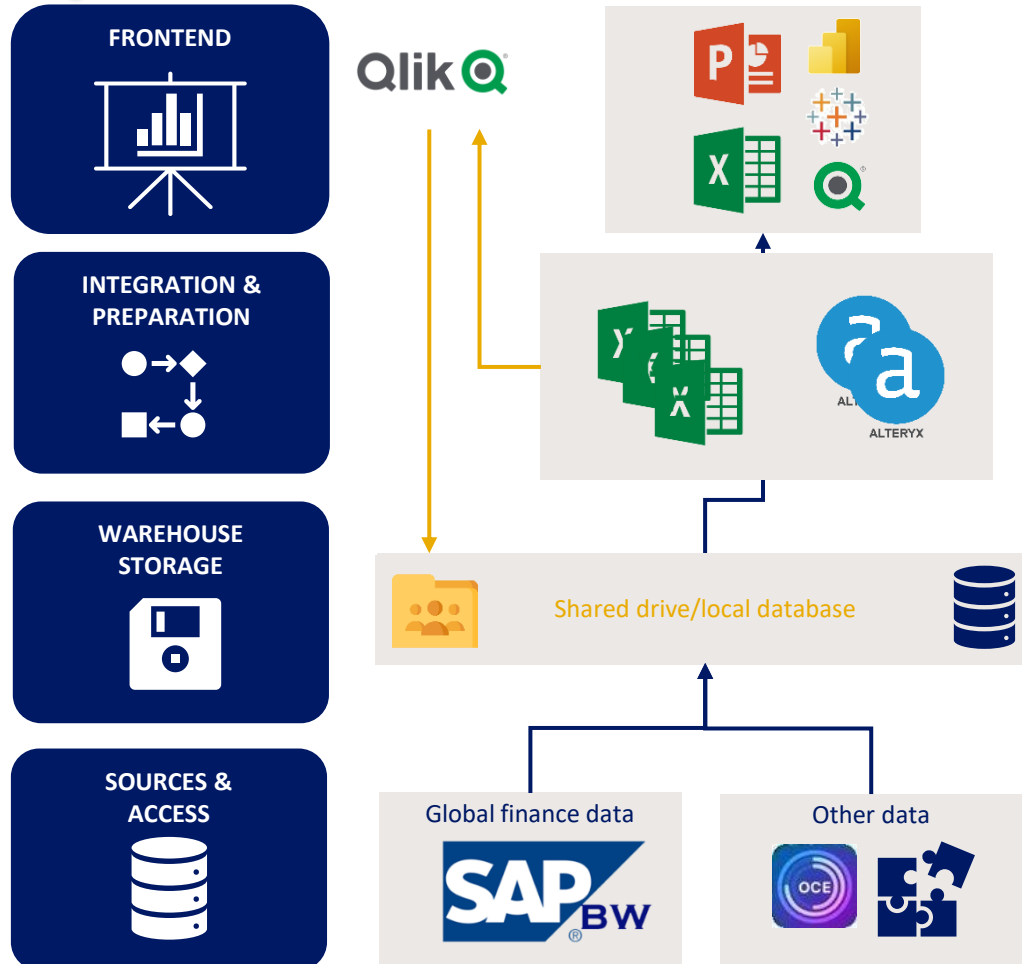 FRONTEND
Qlik
P
X
INTEGRATION &
PREPARATION
X
a
a
ALTERYX
WAREHOUSE
STORAGE
Shared drive/local database
SOURCES &
ACCESS
Global finance data
SAP
®BW
Other data
OCE